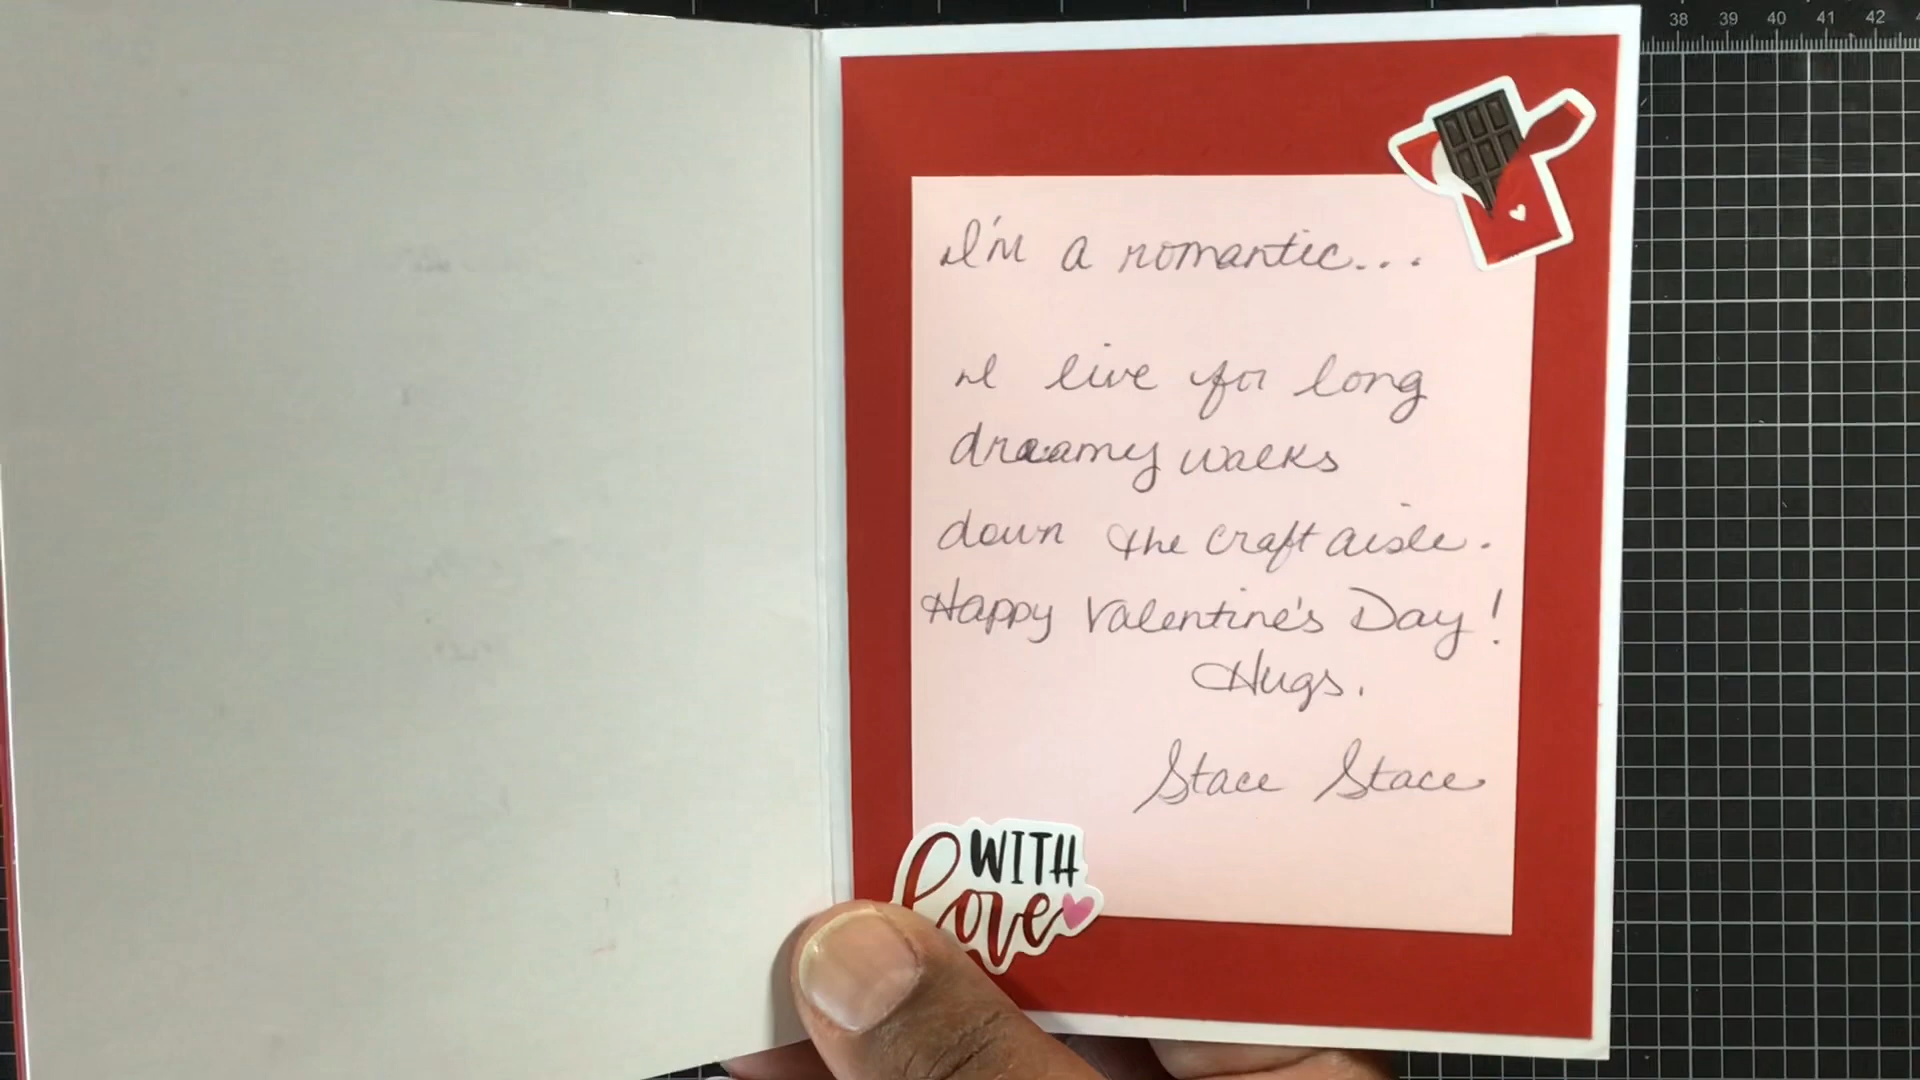 38 39 40 41 42
I'm a romantic...
I live for long
dreamy walks
down the craft aisle.
Happy Valentine's Day!
Hugs.
Stace Stace
WITH
love